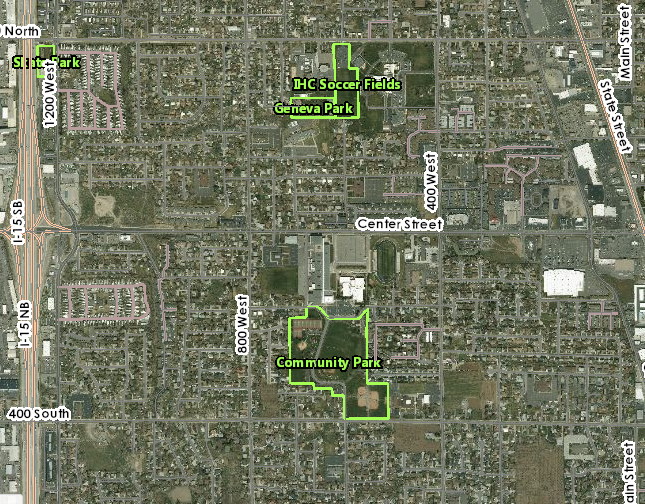 North
Main Street
Skate Park
1200 West
IHC Soccer Fields
State Street
Geneva Park
400 West
I-15 SB
Center Street
I-15 NB
800 West
Community Park
400 South
ain Street